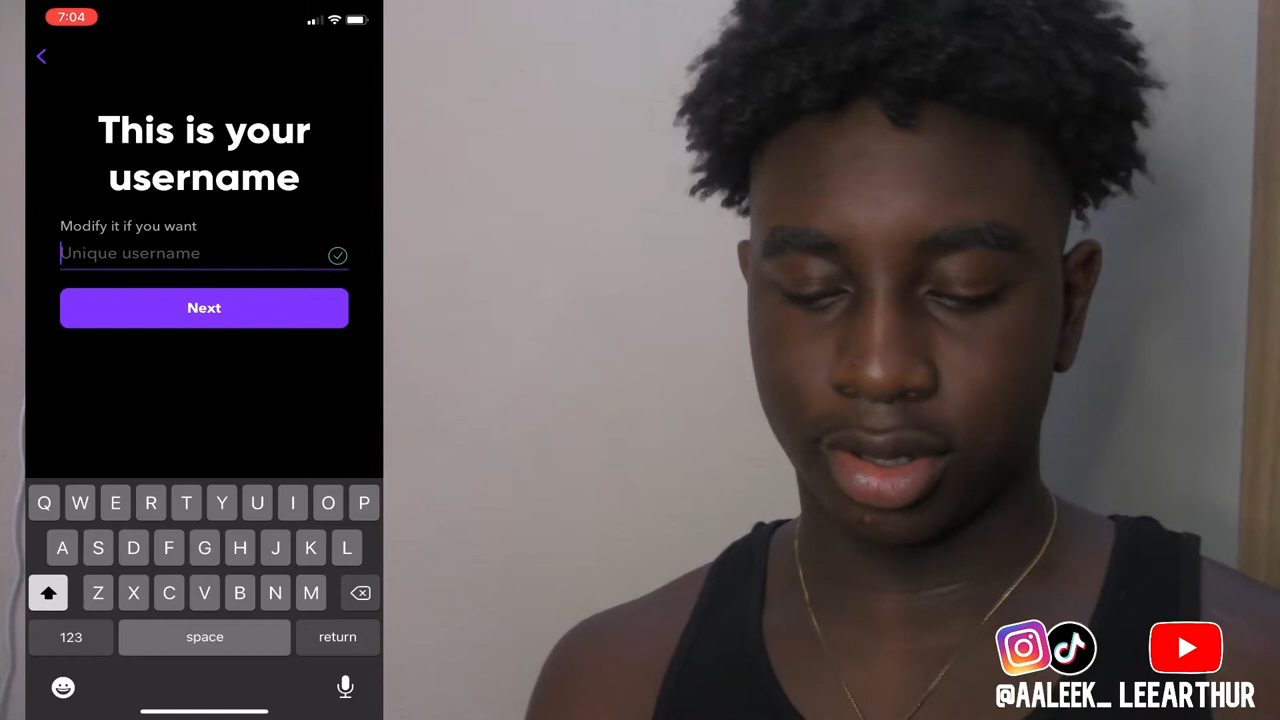 7:04
This is your
username
Modify it if you want
Unique username
Next
Q W E R T Y U I O P
A S D F G H J K L
Z X C V B N M
123 space return
@AALEEK_ LEEARTHUR